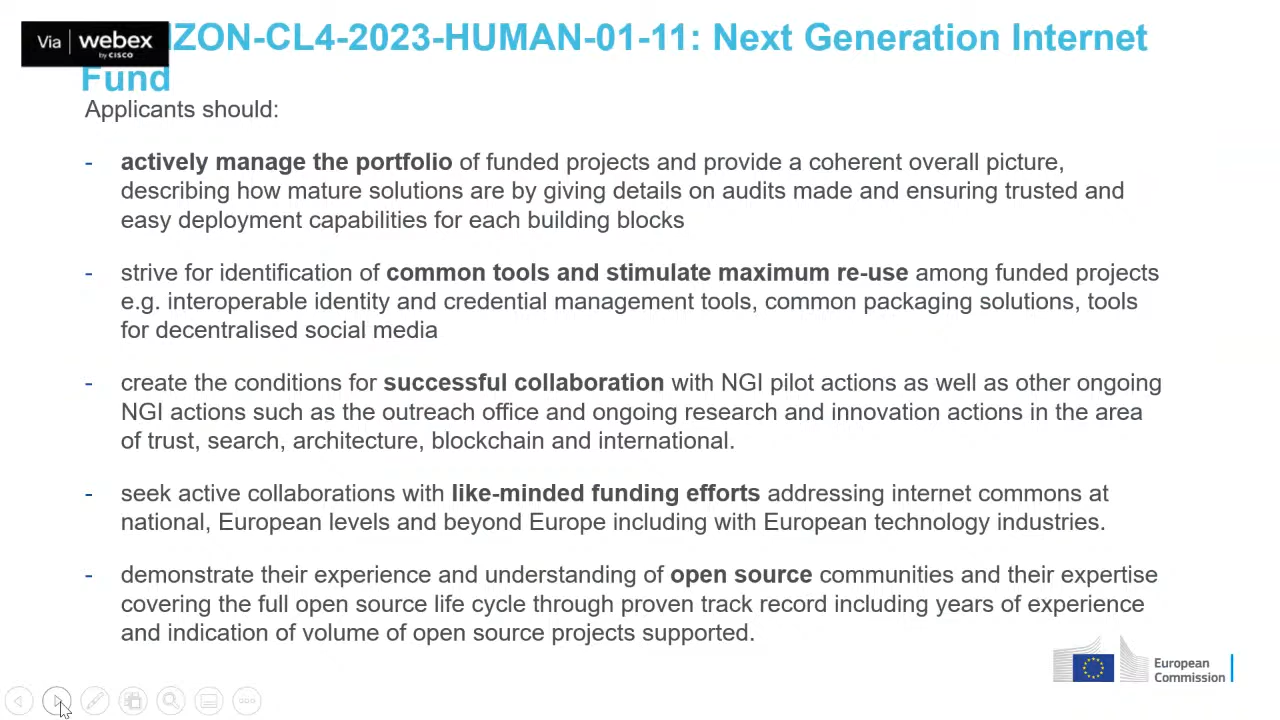 Via webex
by CISCO
IZON-CL4-2023-HUMAN-01-11: Next Generation Internet
Fund
Applicants should:
- actively manage the portfolio of funded projects and provide a coherent overall picture,
describing how mature solutions are by giving details on audits made and ensuring trusted and
easy deployment capabilities for each building blocks
- strive for identification of common tools and stimulate maximum re-use among funded projects
e.g. interoperable identity and credential management tools, common packaging solutions, tools
for decentralised social media
- create the conditions for successful collaboration with NGI pilot actions as well as other ongoing
NGI actions such as the outreach office and ongoing research and innovation actions in the area
of trust, search, architecture, blockchain and international.
- seek active collaborations with like-minded funding efforts addressing internet commons at
national, European levels and beyond Europe including with European technology industries.
- demonstrate their experience and understanding of open source communities and their expertise
covering the full open source life cycle through proven track record including years of experience
and indication of volume of open source projects supported.
European
Commission